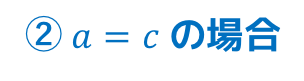 ② 𝑎 = 𝑐 の場合